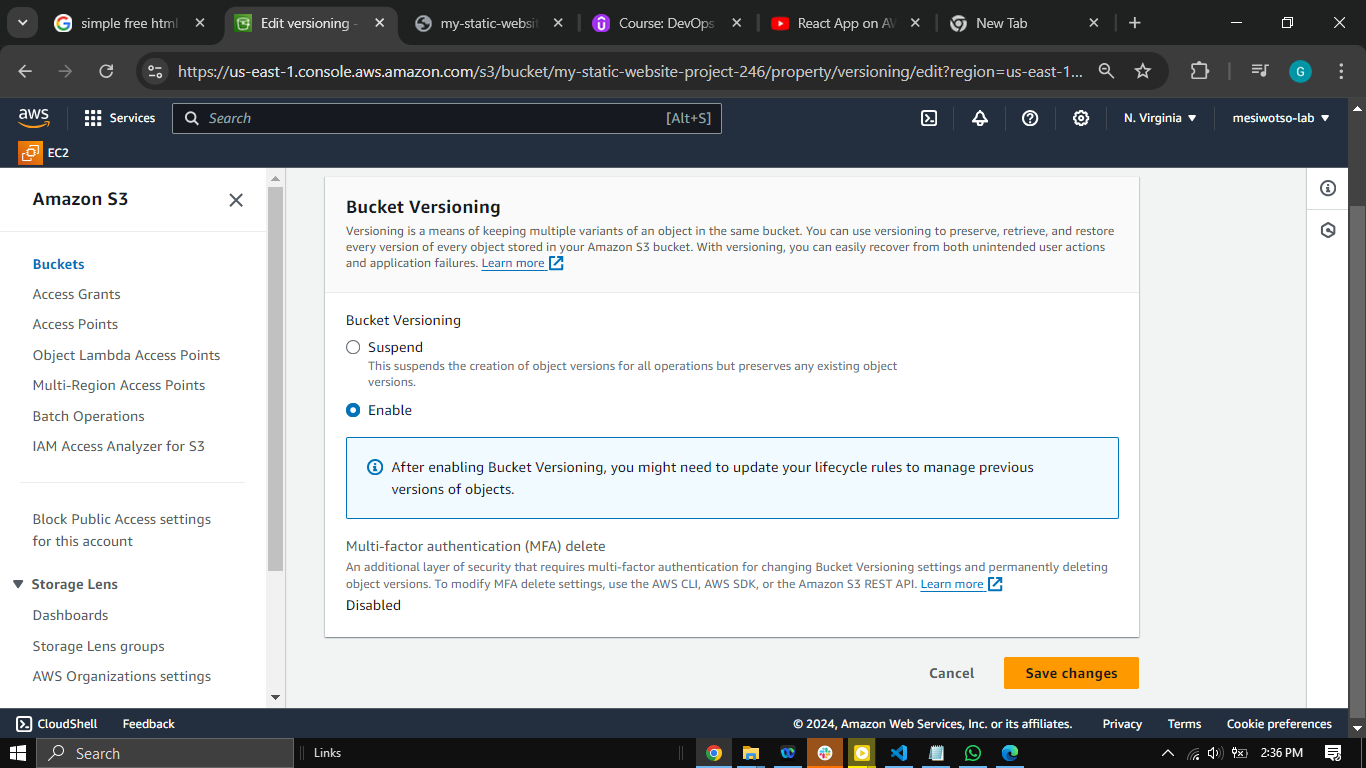 simple free html
Edit versioning -
my-static-websit
Course: DevOps
React App on AW
New Tab
https://us-east-1.console.aws.amazon.com/s3/bucket/my-static-website-project-246/property/versioning/edit?region=us-east-1...
G
aws
Services
Search
[Alt+S]
N. Virginia
mesiwotso-lab
EC2
Amazon S3
Buckets
Access Grants
Access Points
Object Lambda Access Points
Multi-Region Access Points
Batch Operations
IAM Access Analyzer for S3
Block Public Access settings
for this account
Storage Lens
Dashboards
Storage Lens groups
AWS Organizations settings
Bucket Versioning
Versioning is a means of keeping multiple variants of an object in the same bucket. You can use versioning to preserve, retrieve, and restore
every version of every object stored in your Amazon S3 bucket. With versioning, you can easily recover from both unintended user actions
and application failures. Learn more
Bucket Versioning
Suspend
This suspends the creation of object versions for all operations but preserves any existing object
versions.
Enable
After enabling Bucket Versioning, you might need to update your lifecycle rules to manage previous
versions of objects.
Multi-factor authentication (MFA) delete
An additional layer of security that requires multi-factor authentication for changing Bucket Versioning settings and permanently deleting
object versions. To modify MFA delete settings, use the AWS CLI, AWS SDK, or the Amazon S3 REST API. Learn more
Disabled
Cancel
Save changes
CloudShell
Feedback
© 2024, Amazon Web Services, Inc. or its affiliates.
Privacy
Terms
Cookie preferences
Search
Links
2:36 PM